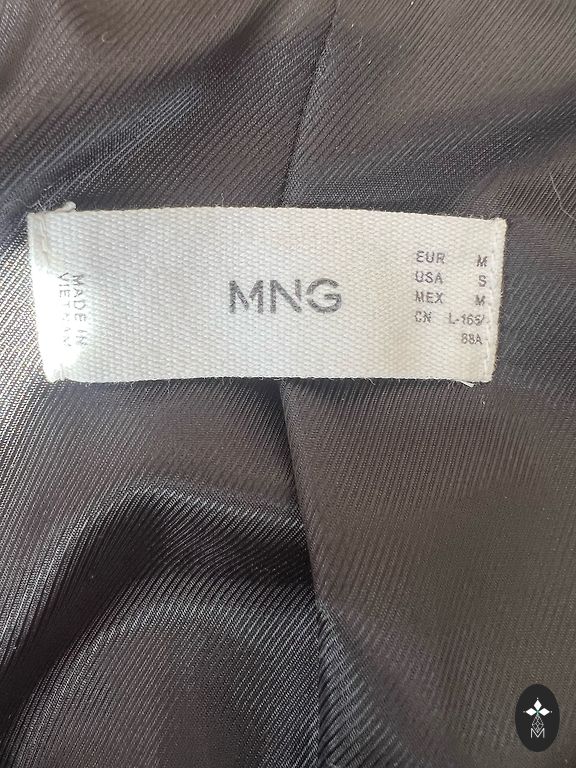 MADE IN
VIETNAM
MNG
EUR M
USA S
MEX M
CN L-165/
88A
M